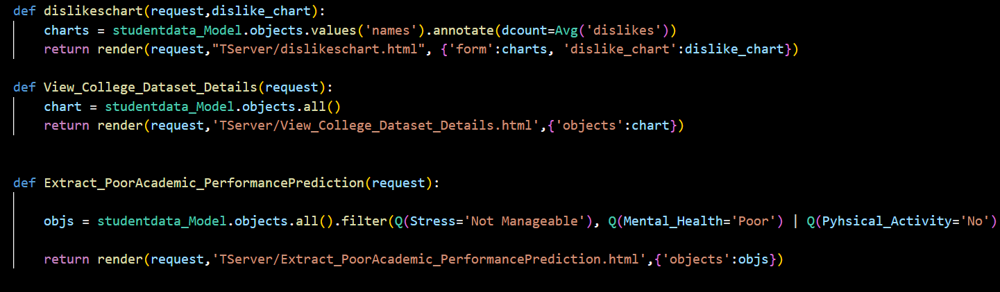 def dislikeschart(request,dislike_chart):
    charts = studentdata_Model.objects.values('names').annotate(dcount=Avg('dislikes'))
    return render(request,"TServer/dislikeschart.html", {'form':charts, 'dislike_chart':dislike_chart})
def View_College_Dataset_Details(request):
    chart = studentdata_Model.objects.all()
    return render(request,'TServer/View_College_Dataset_Details.html',{'objects':chart})
def Extract_PoorAcademic_PerformancePrediction(request):
    objs = studentdata_Model.objects.all().filter(Q(Stress='Not Manageable'), Q(Mental_Health='Poor') | Q(Pyhsical_Activity='No')
    return render(request,'TServer/Extract_PoorAcademic_PerformancePrediction.html',{'objects':objs})